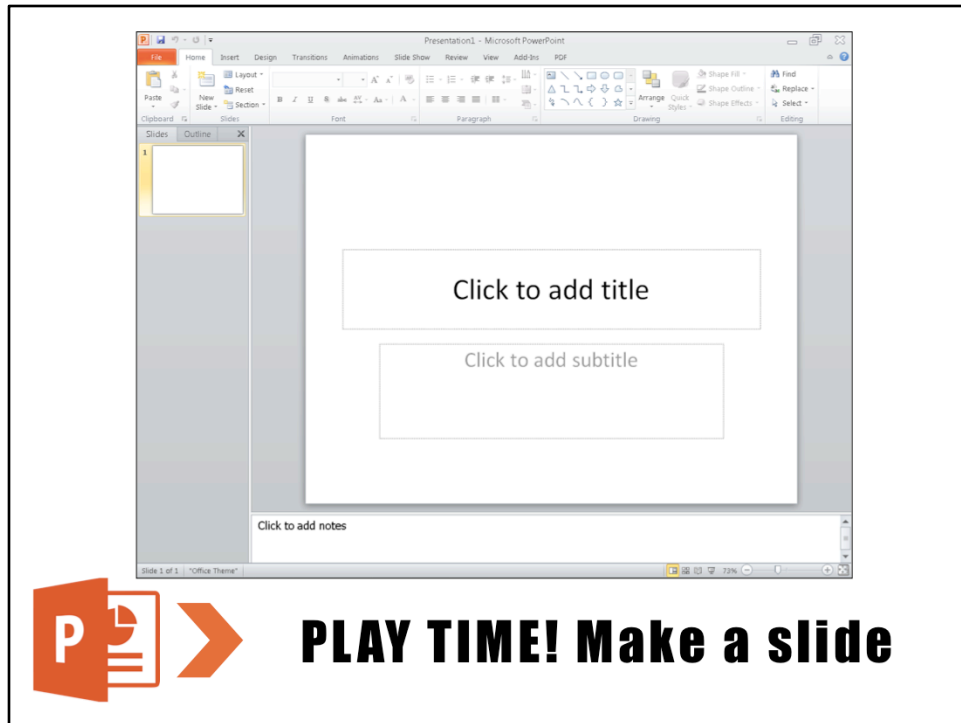 Presentation1 - Microsoft PowerPoint
File Home Insert Design Transitions Animations Slide Show Review View Add-Ins PDF
Paste
New
Slide
Layout
Reset
Section
B I U S abc AV Aa A
Arrange
Quick
Styles
Shape Fill
Shape Outline
Shape Effects
Find
Replace
Select
Clipboard Slides Font Paragraph Drawing Editing
Slides Outline
1
Click to add title
Click to add subtitle
Click to add notes
Slide 1 of 1 "Office Theme" 73%
P
PLAY TIME! Make a slide